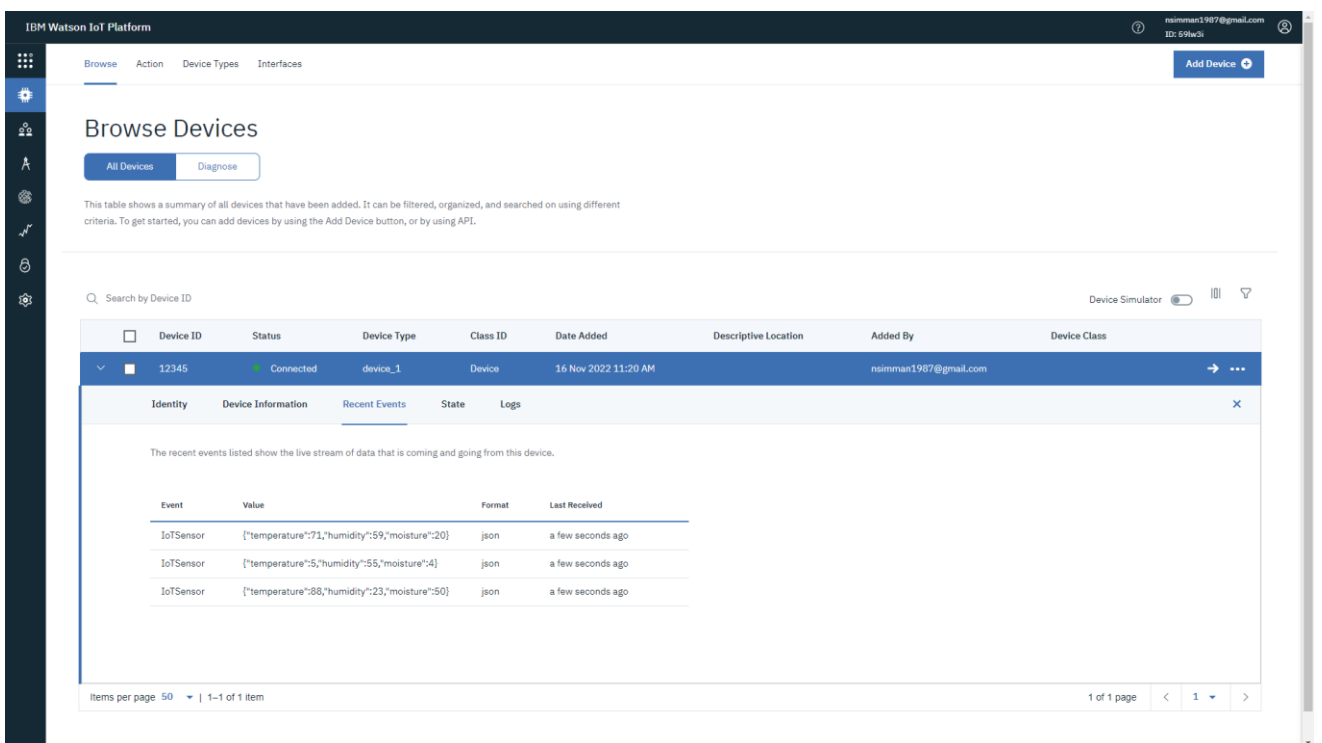 IBM Watson IoT Platform
nsimman1987@gmail.com
ID: 59lw3i
Browse Action Device Types Interfaces
Add Device
Browse Devices
All Devices Diagnose
This table shows a summary of all devices that have been added. It can be filtered, organized, and searched on using different
criteria. To get started, you can add devices by using the Add Device button, or by using API.
Search by Device ID
Device Simulator
Device ID Status Device Type Class ID Date Added Descriptive Location Added By Device Class
12345 Connected device_1 Device 16 Nov 2022 11:20 AM nsimman1987@gmail.com
Identity Device Information Recent Events State Logs
The recent events listed show the live stream of data that is coming and going from this device.
Event Value Format Last Received
IoTSensor {"temperature":71,"humidity":59,"moisture":20} json a few seconds ago
IoTSensor {"temperature":5,"humidity":55,"moisture":4} json a few seconds ago
IoTSensor {"temperature":88,"humidity":23,"moisture":50} json a few seconds ago
Items per page 50 | 1–1 of 1 item
1 of 1 page < 1 >